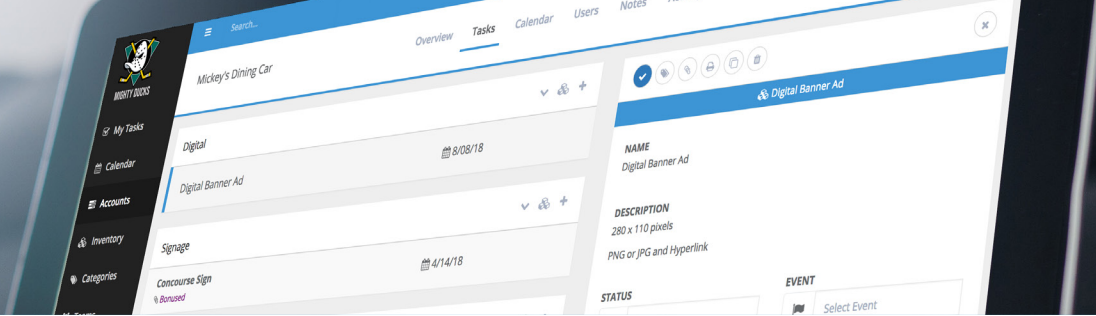 MIGHTY DUCKS
My Tasks
Calendar
Accounts
Inventory
Categories
Search...
Mickey's Dining Car
Overview
Tasks
Calendar
Users
Notes
Digital
8/08/18
Digital Banner Ad
Signage
Concourse Sign
4/14/18
Bonused
Digital Banner Ad
NAME
Digital Banner Ad
DESCRIPTION
280 x 110 pixels
PNG or JPG and Hyperlink
STATUS
EVENT
Select Event